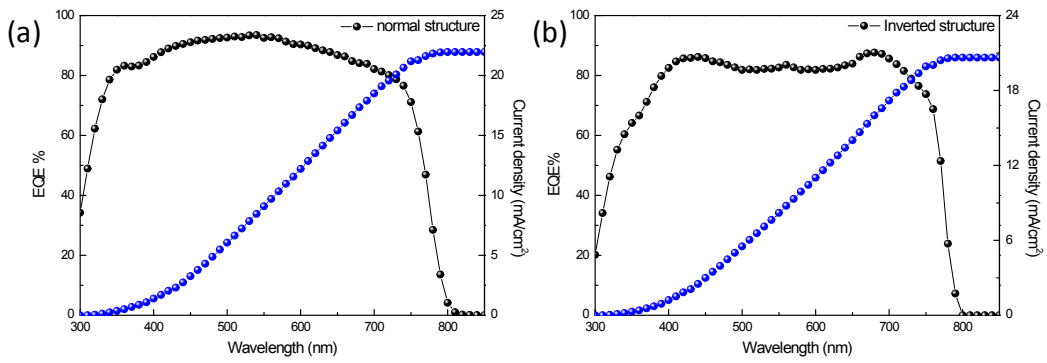 (a)
normal structure
100
80
60
40
20
0
EQE %
25
20
15
10
5
0
Current density (mA/cm2)
300 400 500 600 700 800
Wavelength (nm)
(b)
Inverted structure
100
80
60
40
20
0
EQE%
24
18
12
6
0
Current density (mA/cm2)
300 400 500 600 700 800
Wavelength (nm)